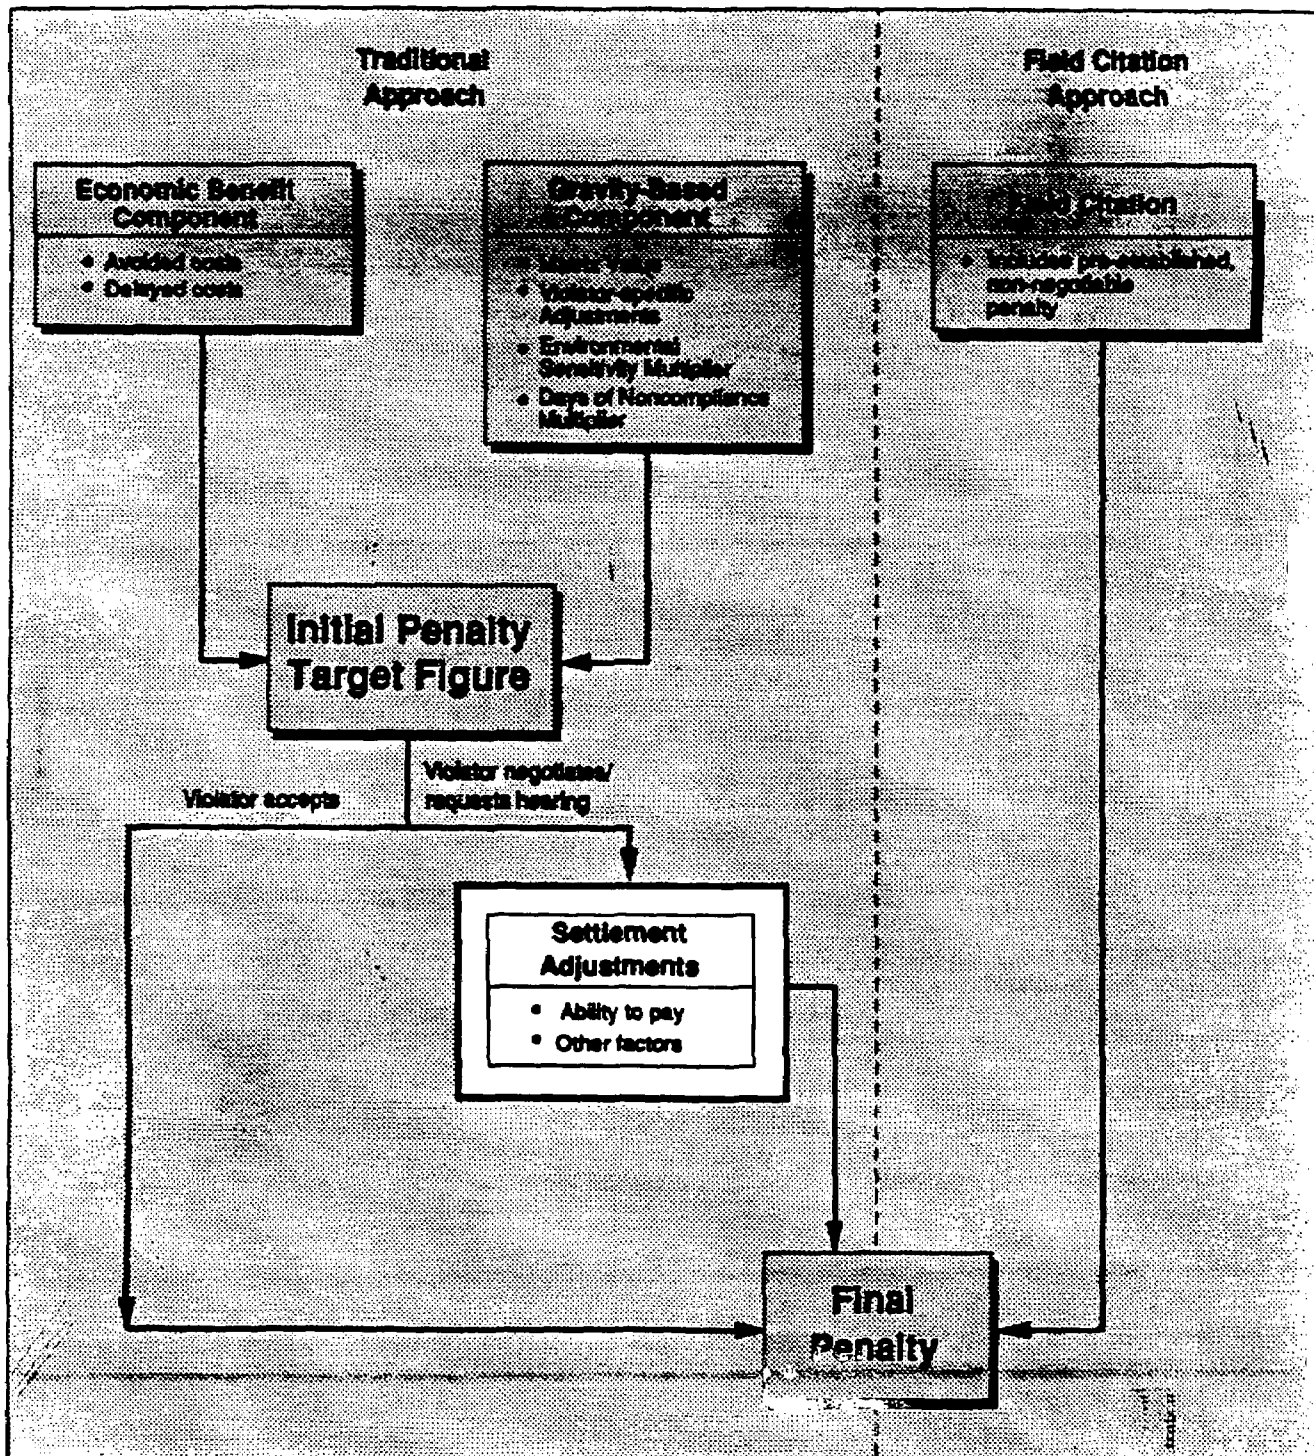 Traditional
Approach
Field Citation
Approach
Economic Benefit
Component
• Avoided costs
• Delayed costs
Gravity-Based
Component
• Matrix Value
• Violator-specific
Adjustments
• Environmental
Sensitivity Multiplier
• Days of Noncompliance
Multiplier
Field Citation
• Includes pre-established,
non-negotiable
penalty
Initial Penalty
Target Figure
Violator accepts
Violator negotiates/
requests hearing
Settlement
Adjustments
• Ability to pay
• Other factors
Final
Penalty